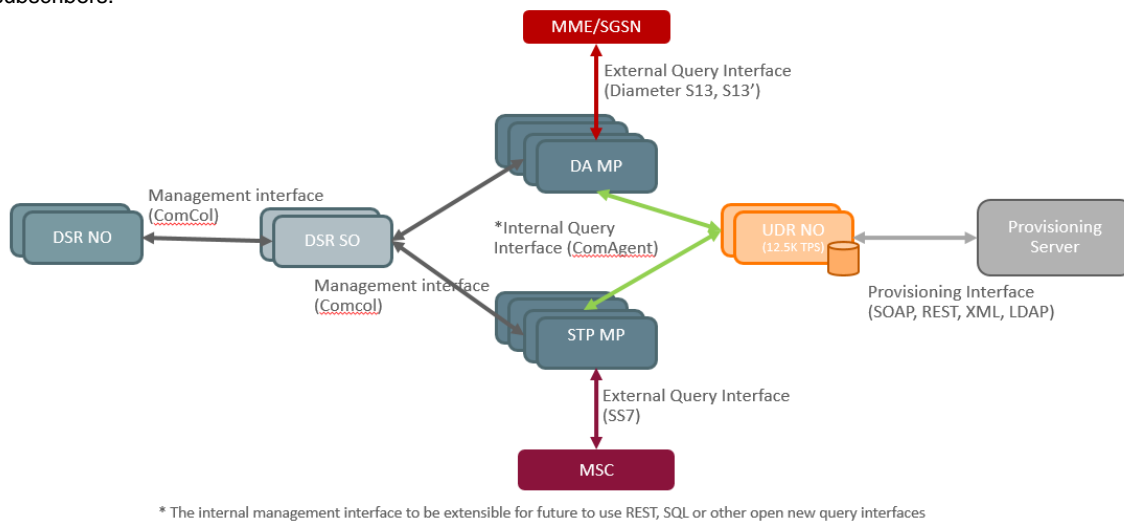 subscribers.
MME/SGSN
External Query Interface
(Diameter S13, S13’)
DA MP
Management interface
(ComCol)
DSR NO
DSR SO
*Internal Query
Interface (ComAgent)
UDR NO
(12.5K TPS)
Provisioning
Server
Management interface
(Comcol)
Provisioning Interface
(SOAP, REST, XML, LDAP)
STP MP
External Query Interface
(SS7)
MSC
* The internal management interface to be extensible for future to use REST, SQL or other open new query interfaces